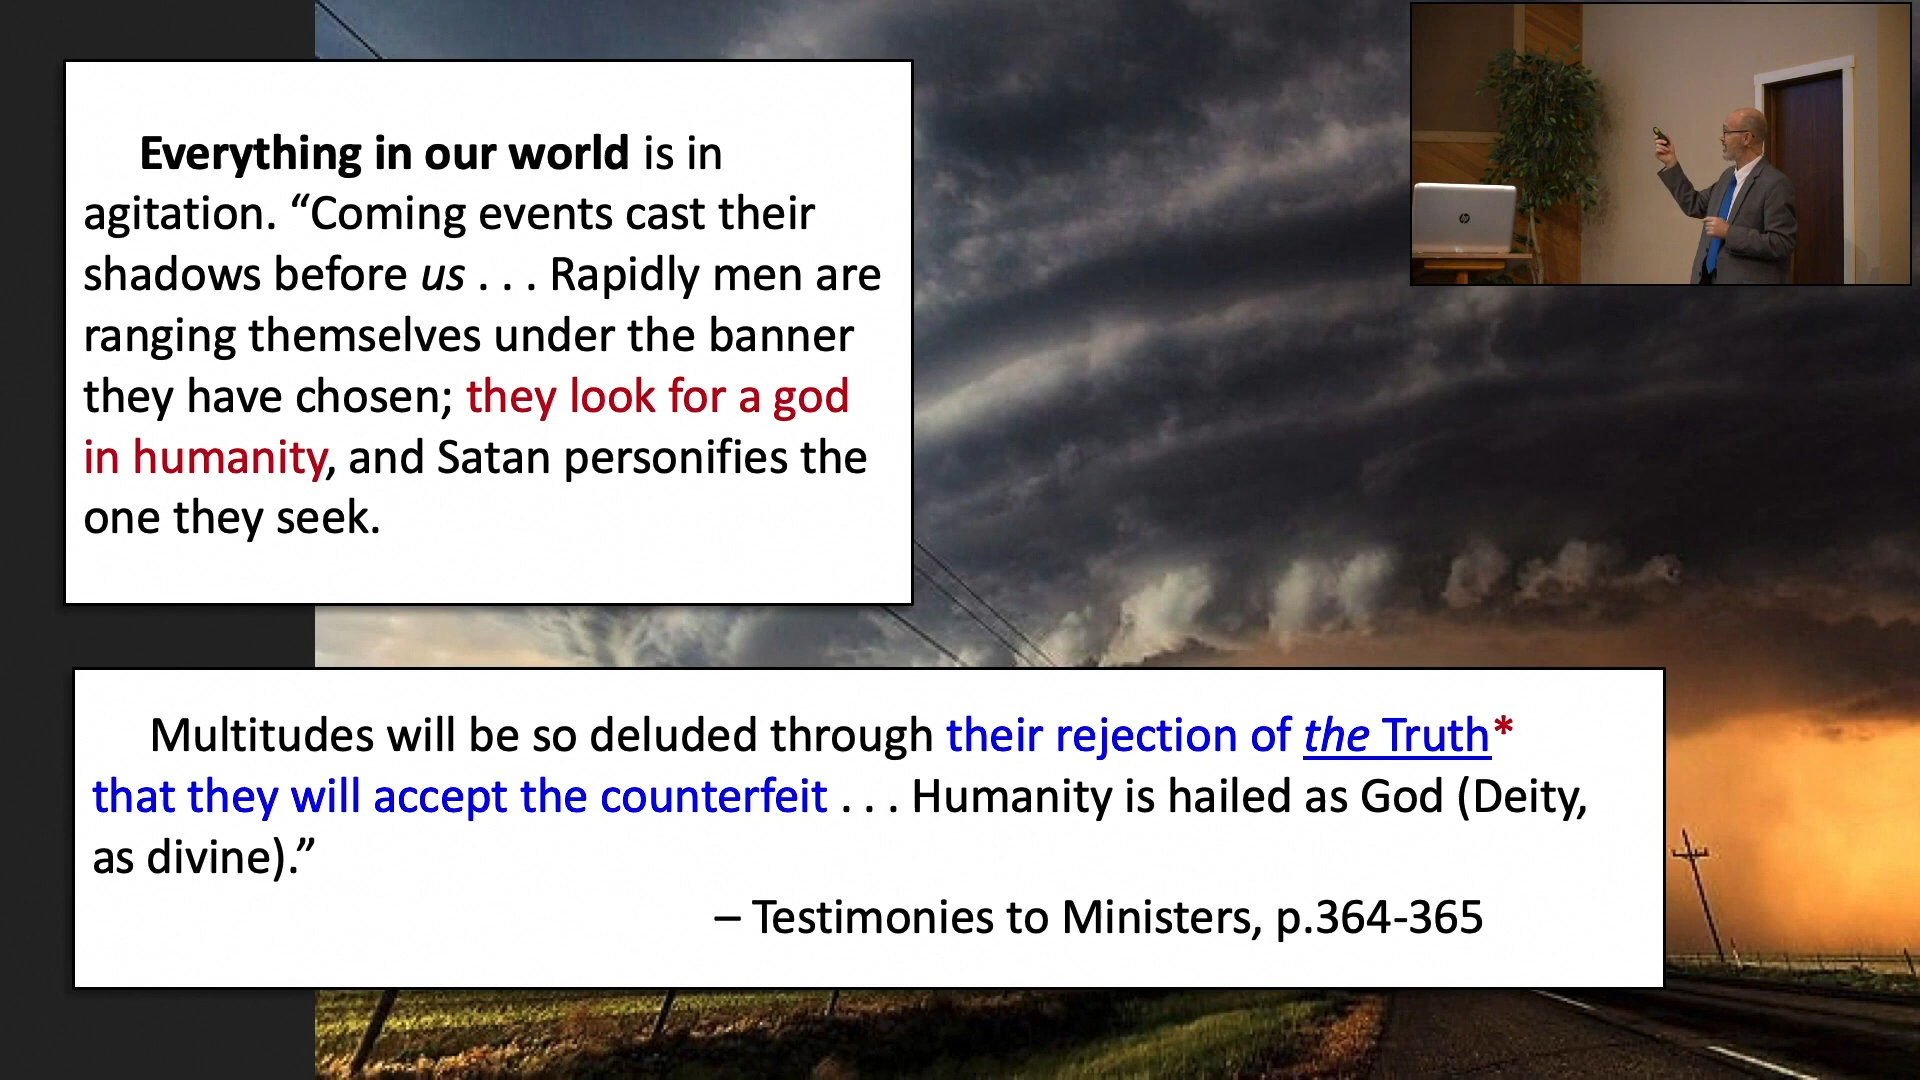 Everything in our world is in
agitation. “Coming events cast their
shadows before us . . . Rapidly men are
ranging themselves under the banner
they have chosen; they look for a god
in humanity, and Satan personifies the
one they seek.
Multitudes will be so deluded through their rejection of the Truth*
that they will accept the counterfeit . . . Humanity is hailed as God (Deity,
as divine).”
– Testimonies to Ministers, p.364-365
hp